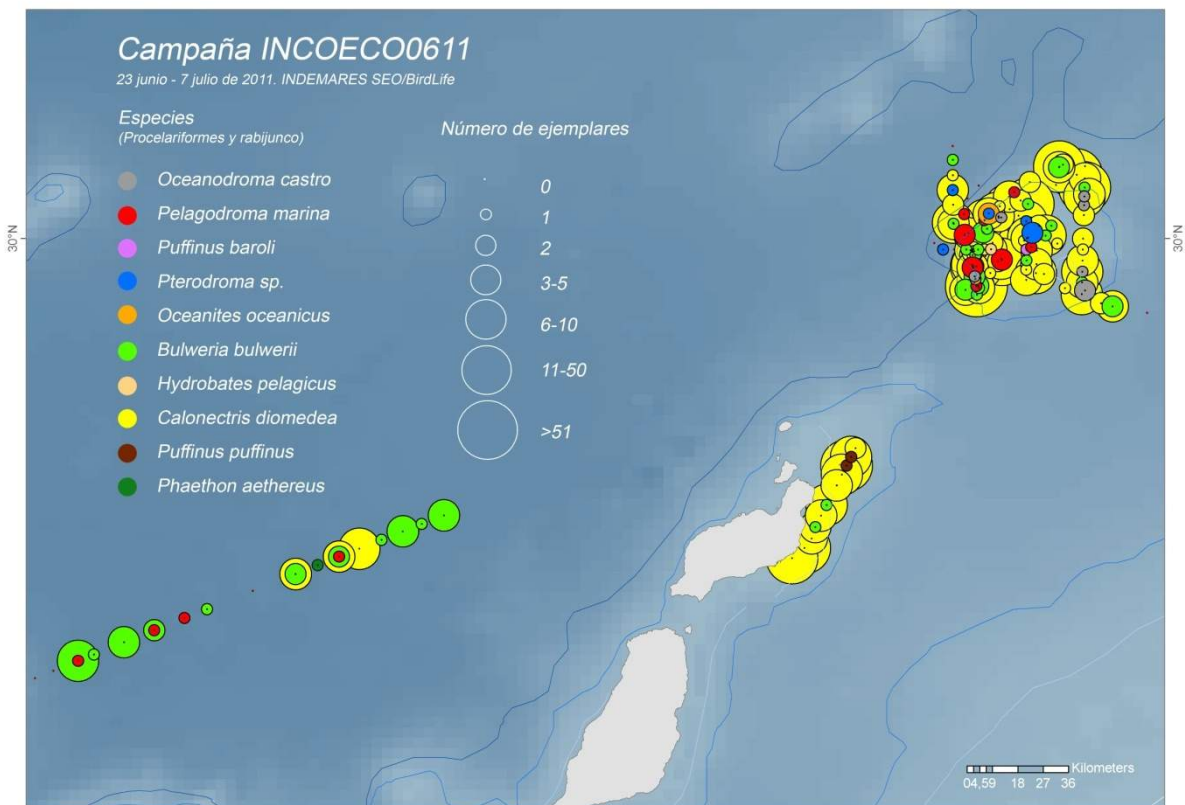 Campaña INCOECO0611
23 junio - 7 julio de 2011. INDEMARES SEO/BirdLife
Especies
(Procelariformes y rabijunco)
Oceanodroma castro
Pelagodroma marina
Puffinus baroli
Pterodroma sp.
Oceanites oceanicus
Bulweria bulwerii
Hydrobates pelagicus
Calonectris diomedea
Puffinus puffinus
Phaethon aethereus
Número de ejemplares
0
1
2
3-5
6-10
11-50
>51
30°N
30°N
Kilometers
04,59 18 27 36